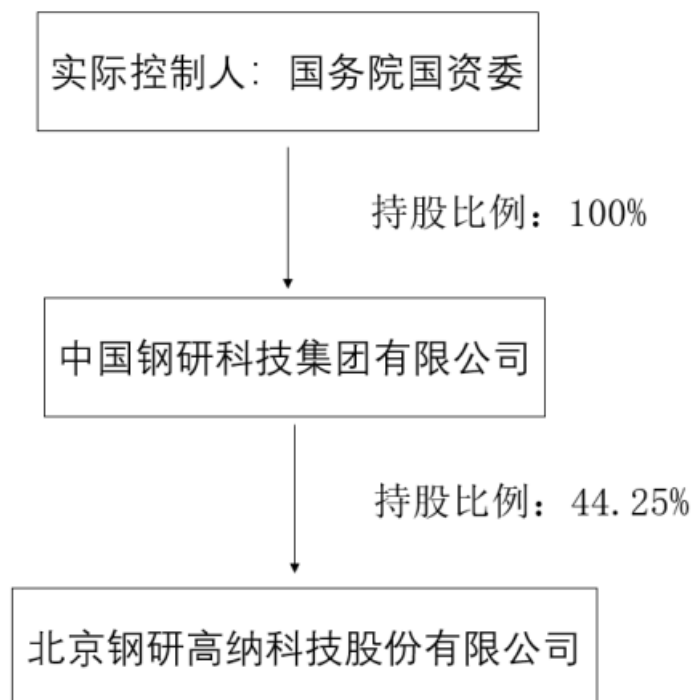 实际控制人：国务院国资委
持股比例：100%
中国钢研科技集团有限公司
持股比例：44.25%
北京钢研高纳科技股份有限公司